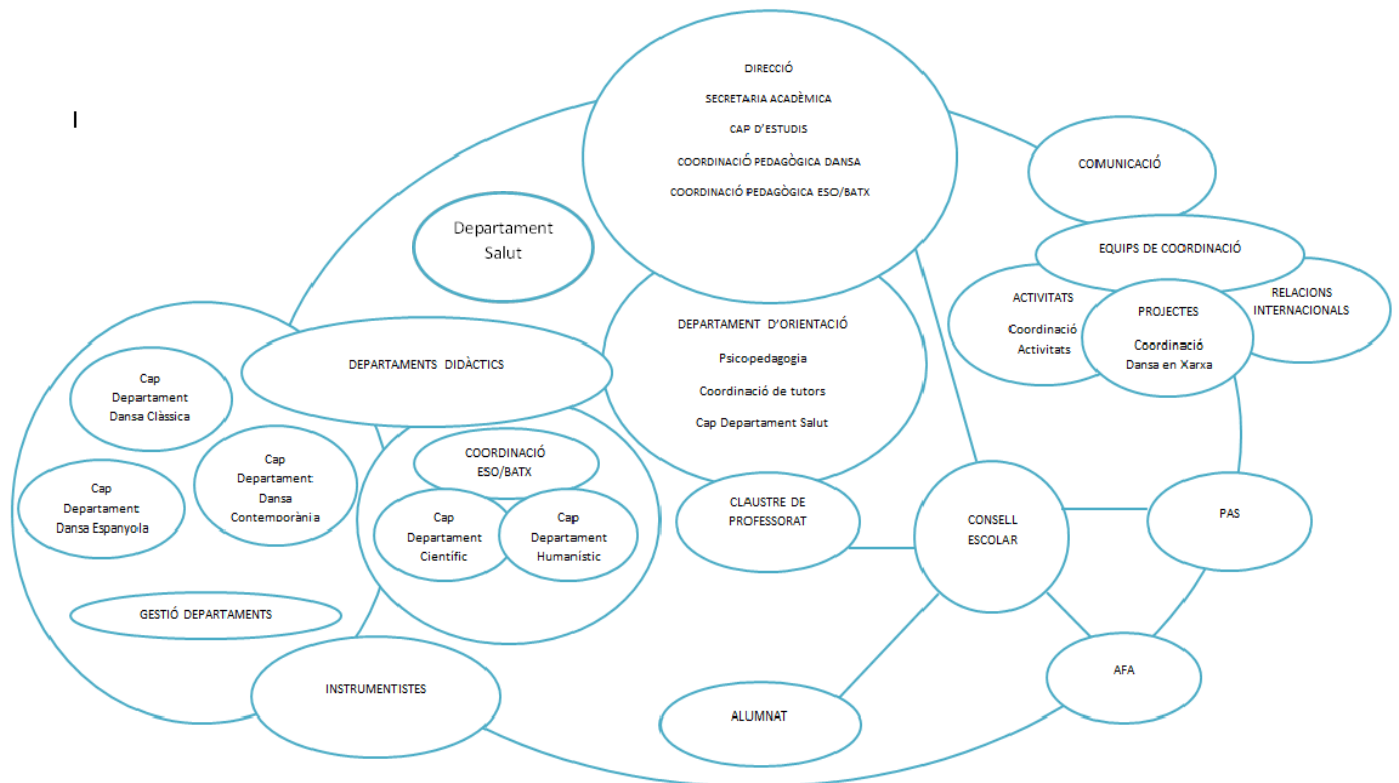 DIRECCIÓ
SECRETARIA ACADÈMICA
CAP D'ESTUDIS
COORDINACIÓ PEDAGÒGICA DANSA
COORDINACIÓ PEDAGÒGICA ESO/BATX
I
COMUNICACIÓ
Departament
Salut
EQUIPS DE COORDINACIÓ
ACTIVITATS
Coordinació
Activitats
PROJECTES
Coordinació
Dansa en Xarxa
RELACIONS
INTERNACIONALS
DEPARTAMENT D'ORIENTACIÓ
Psicopedagogia
Coordinació de tutors
Cap Departament Salut
DEPARTAMENTS DIDÀCTICS
Cap
Departament
Dansa Clàssica
Cap
Departament
Dansa Espanyola
Cap
Departament
Dansa
Contemporània
COORDINACIÓ
ESO/BATX
Cap
Departament
Científic
Cap
Departament
Humanístic
CLAUSTRE DE
PROFESSORAT
CONSELL
ESCOLAR
PAS
GESTIÓ DEPARTAMENTS
INSTRUMENTISTES
ALUMNAT
AFA